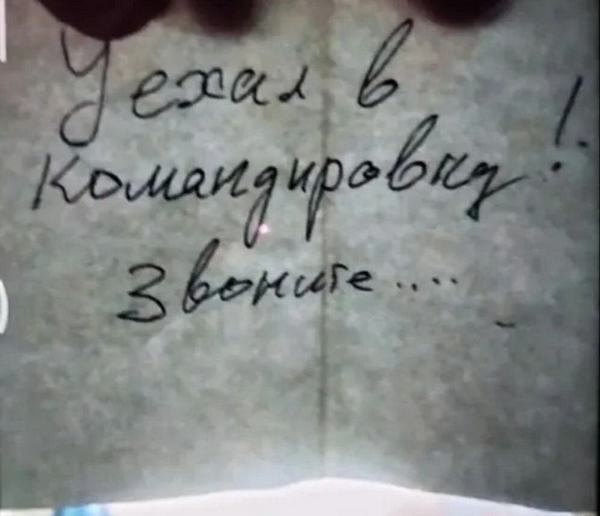 Уехал в
командировку!
Звоните....